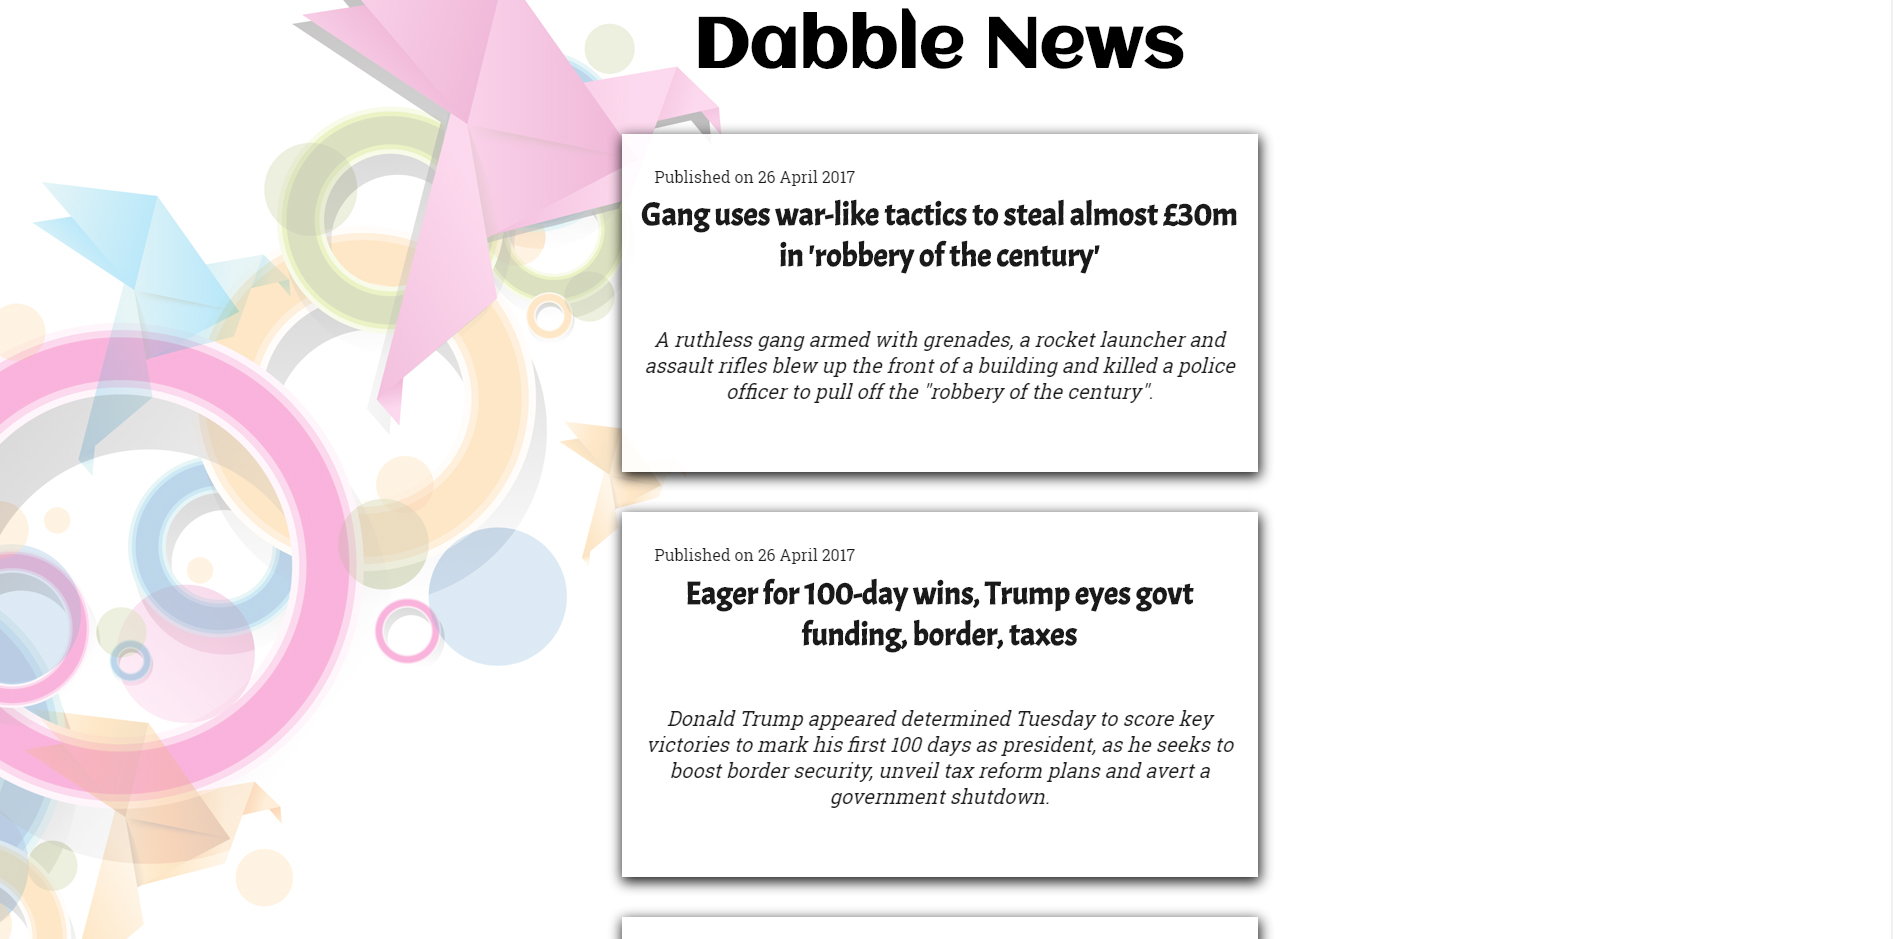 Dabble News
Published on 26 April 2017
Gang uses war-like tactics to steal almost £30m
in 'robbery of the century'
A ruthless gang armed with grenades, a rocket launcher and
assault rifles blew up the front of a building and killed a police
officer to pull off the "robbery of the century".
Published on 26 April 2017
Eager for 100-day wins, Trump eyes govt
funding, border, taxes
Donald Trump appeared determined Tuesday to score key
victories to mark his first 100 days as president, as he seeks to
boost border security, unveil tax reform plans and avert a
government shutdown.